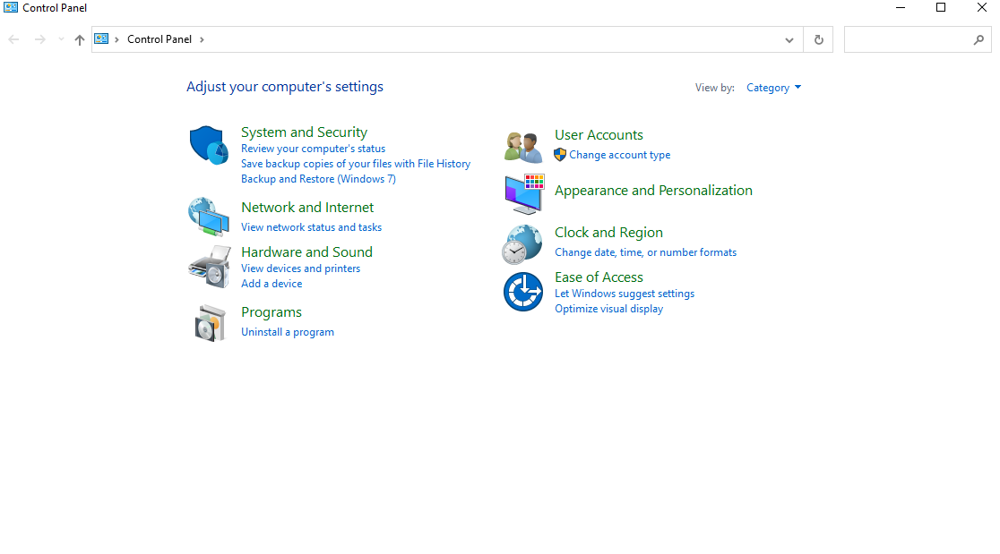 Control Panel
Control Panel
Adjust your computer's settings
View by: Category
System and Security
Review your computer's status
Save backup copies of your files with File History
Backup and Restore (Windows 7)
Network and Internet
View network status and tasks
Hardware and Sound
View devices and printers
Add a device
Programs
Uninstall a program
User Accounts
Change account type
Appearance and Personalization
Clock and Region
Change date, time, or number formats
Ease of Access
Let Windows suggest settings
Optimize visual display